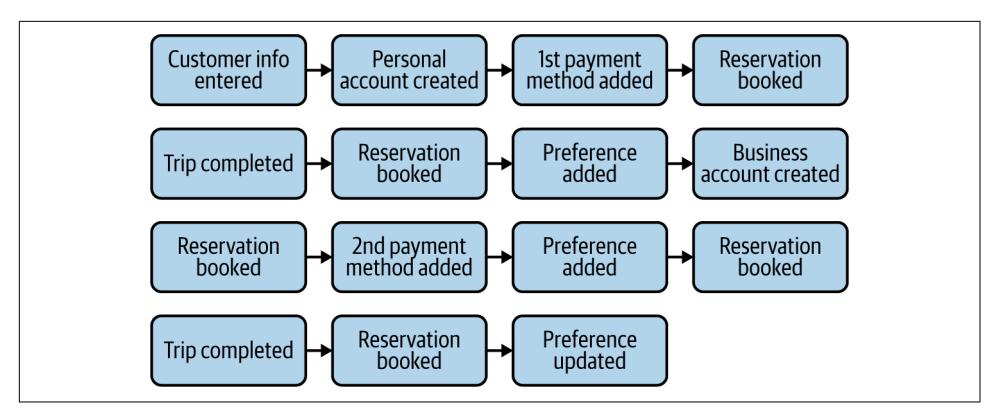 Customer info
entered
Personal
account created
1st payment
method added
Reservation
booked
Trip completed
Reservation
booked
Preference
added
Business
account created
Reservation
booked
2nd payment
method added
Preference
added
Reservation
booked
Trip completed
Reservation
booked
Preference
updated